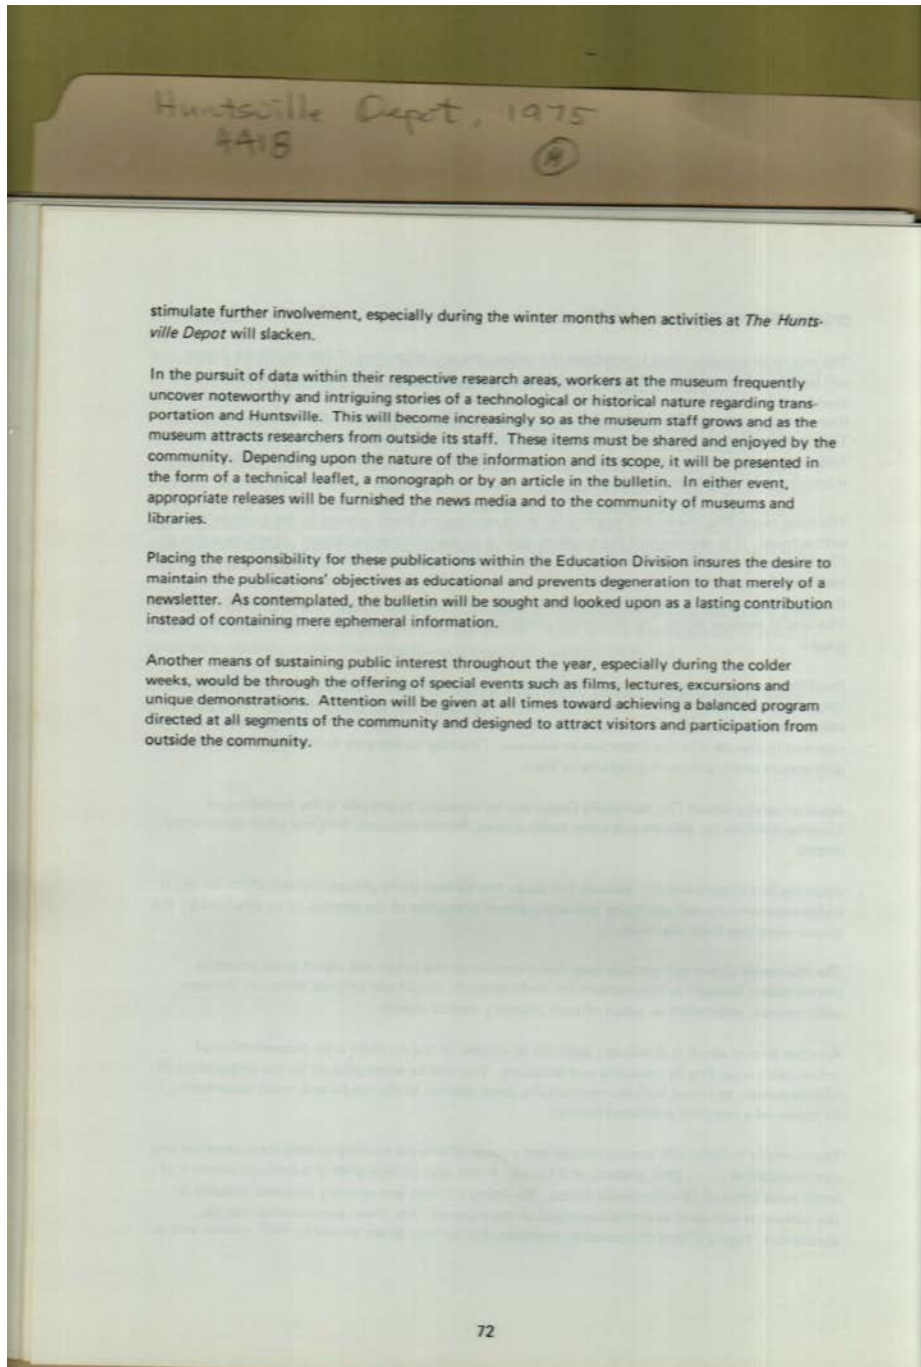 Huntsville Depot, 1975
441B
stimulate further involvement, especially during the winter months when activities at The Hunts-
ville Depot will slacken.
In the pursuit of data within their respective research areas, workers at the museum frequently
uncover noteworthy and intriguing stories of a technological or historical nature regarding trans-
portation and Huntsville. This will become increasingly so as the museum staff grows and as the
museum attracts researchers from outside its staff. These items must be shared and enjoyed by the
community. Depending upon the nature of the information and its scope, it will be presented in
the form of a technical leaflet, a monograph or by an article in the bulletin. In either event,
appropriate releases will be furnished the news media and to the community of museums and
libraries.
Placing the responsibility for these publications within the Education Division insures the desire to
maintain the publications' objectives as educational and prevents degeneration to that merely of a
newsletter. As contemplated, the bulletin will be sought and looked upon as a lasting contribution
instead of containing mere ephemeral information.
Another means of sustaining public interest throughout the year, especially during the colder
weeks, would be through the offering of special events such as films, lectures, excursions and
unique demonstrations. Attention will be given at all times toward achieving a balanced program
directed at all segments of the community and designed to attract visitors and participation from
outside the community.
72